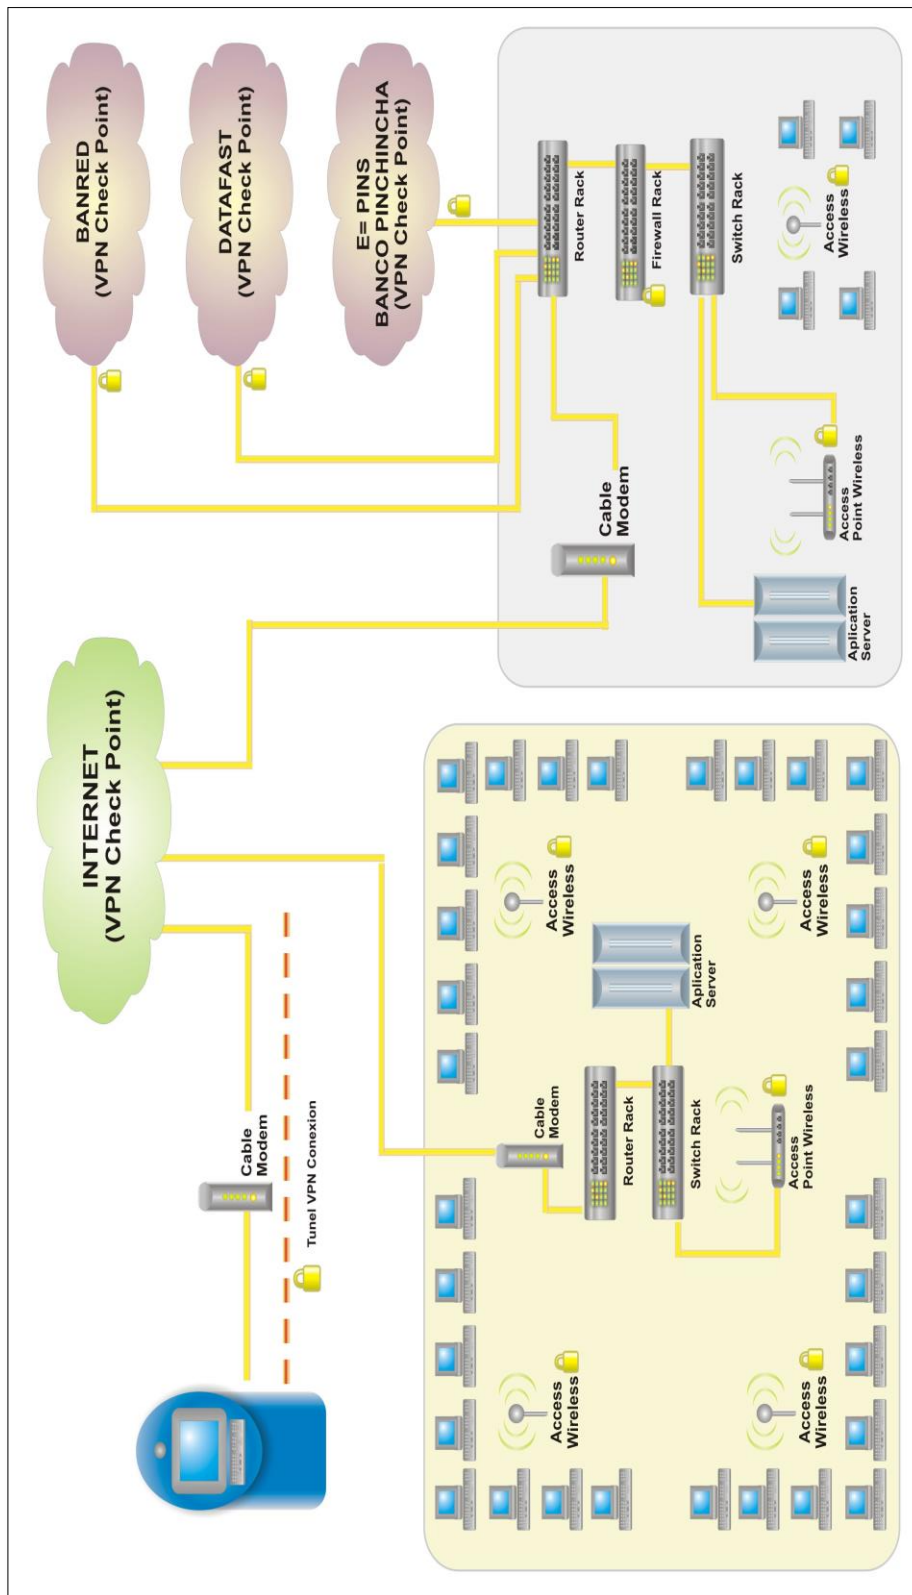 INTERNET
(VPN Check Point)
BANRED
(VPN Check Point)
DATAFAST
(VPN Check Point)
E= PINS
BANCO PICHINCHA
(VPN Check Point)
Cable
Modem
Tunel VPN Conexion
Cable
Modem
Router Rack
Switch Rack
Aplication
Server
Access
Point Wireless
Access
Wireless
Access
Wireless
Access
Wireless
Access
Wireless
Cable
Modem
Router Rack
Firewall Rack
Switch Rack
Aplication
Server
Access
Point Wireless
Access
Wireless